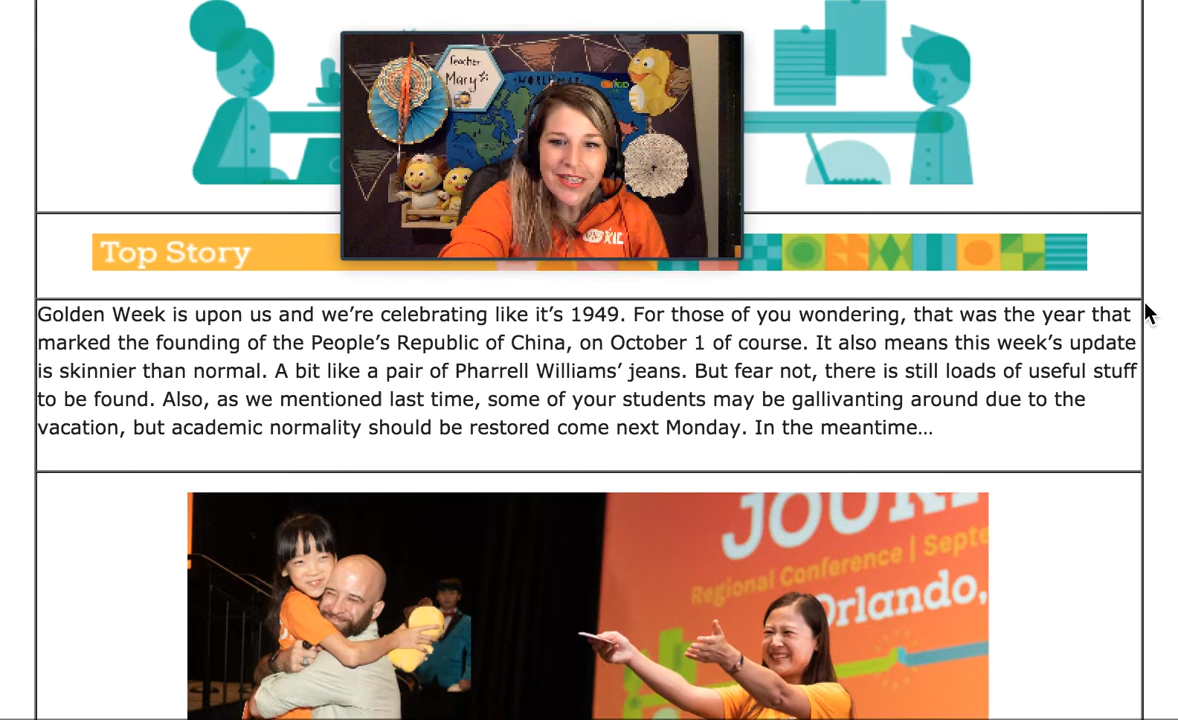 Teacher
Mary
WORLD MAP
Top Story
Golden Week is upon us and we’re celebrating like it’s 1949. For those of you wondering, that was the year that
marked the founding of the People’s Republic of China, on October 1 of course. It also means this week’s update
is skinnier than normal. A bit like a pair of Pharrell Williams’ jeans. But fear not, there is still loads of useful stuff
to be found. Also, as we mentioned last time, some of your students may be gallivanting around due to the
vacation, but academic normality should be restored come next Monday. In the meantime…
JOUR
Regional Conference | Septe
Orlando,